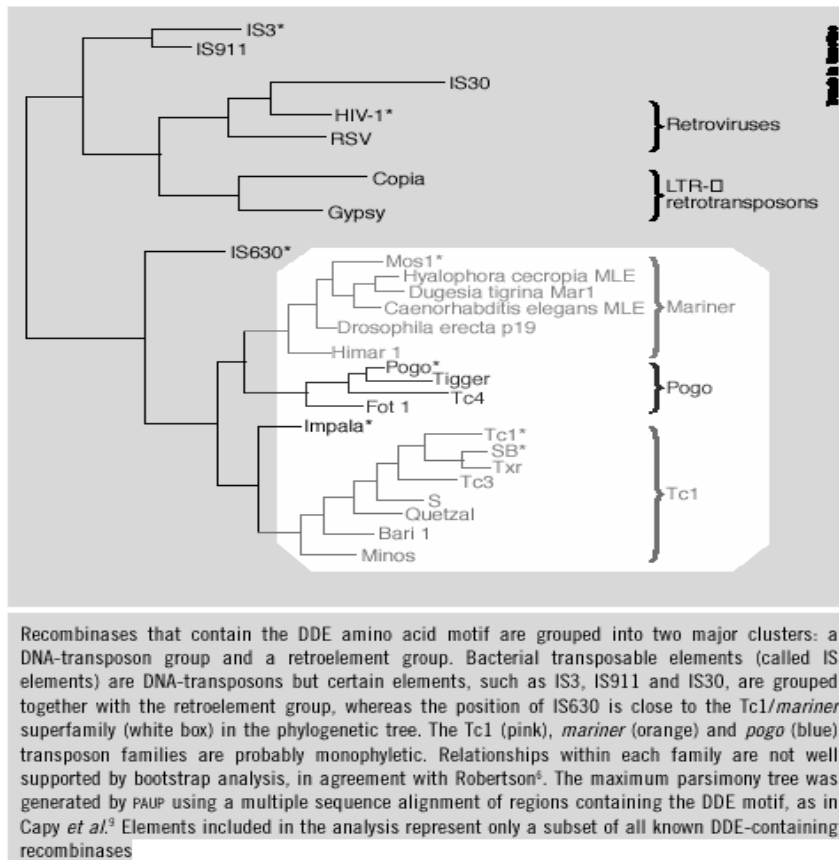 IS3*
IS911
IS30
HIV-1*
RSV
Retroviruses
Copia
Gypsy
LTR-□
retrotransposons
IS630*
Mos1*
Hyalophora cecropia MLE
Dugesia tigrina Mar1
Caenorhabditis elegans MLE
Drosophila erecta p19
Himar 1
Mariner
Pogo*
Tigger
Tc4
Fot 1
Pogo
Impala*
Tc1*
SB*
Txr
Tc3
S
Quetzal
Bari 1
Minos
Tc1
Recombinases that contain the DDE amino acid motif are grouped into two major clusters: a
DNA-transposon group and a retroelement group. Bacterial transposable elements (called IS
elements) are DNA-transposons but certain elements, such as IS3, IS911 and IS30, are grouped
together with the retroelement group, whereas the position of IS630 is close to the Tc1/mariner
superfamily (white box) in the phylogenetic tree. The Tc1 (pink), mariner (orange) and pogo (blue)
transposon families are probably monophyletic. Relationships within each family are not well
supported by bootstrap analysis, in agreement with Robertson⁶. The maximum parsimony tree was
generated by PAUP using a multiple sequence alignment of regions containing the DDE motif, as in
Capy et al.⁹ Elements included in the analysis represent only a subset of all known DDE-containing
recombinases